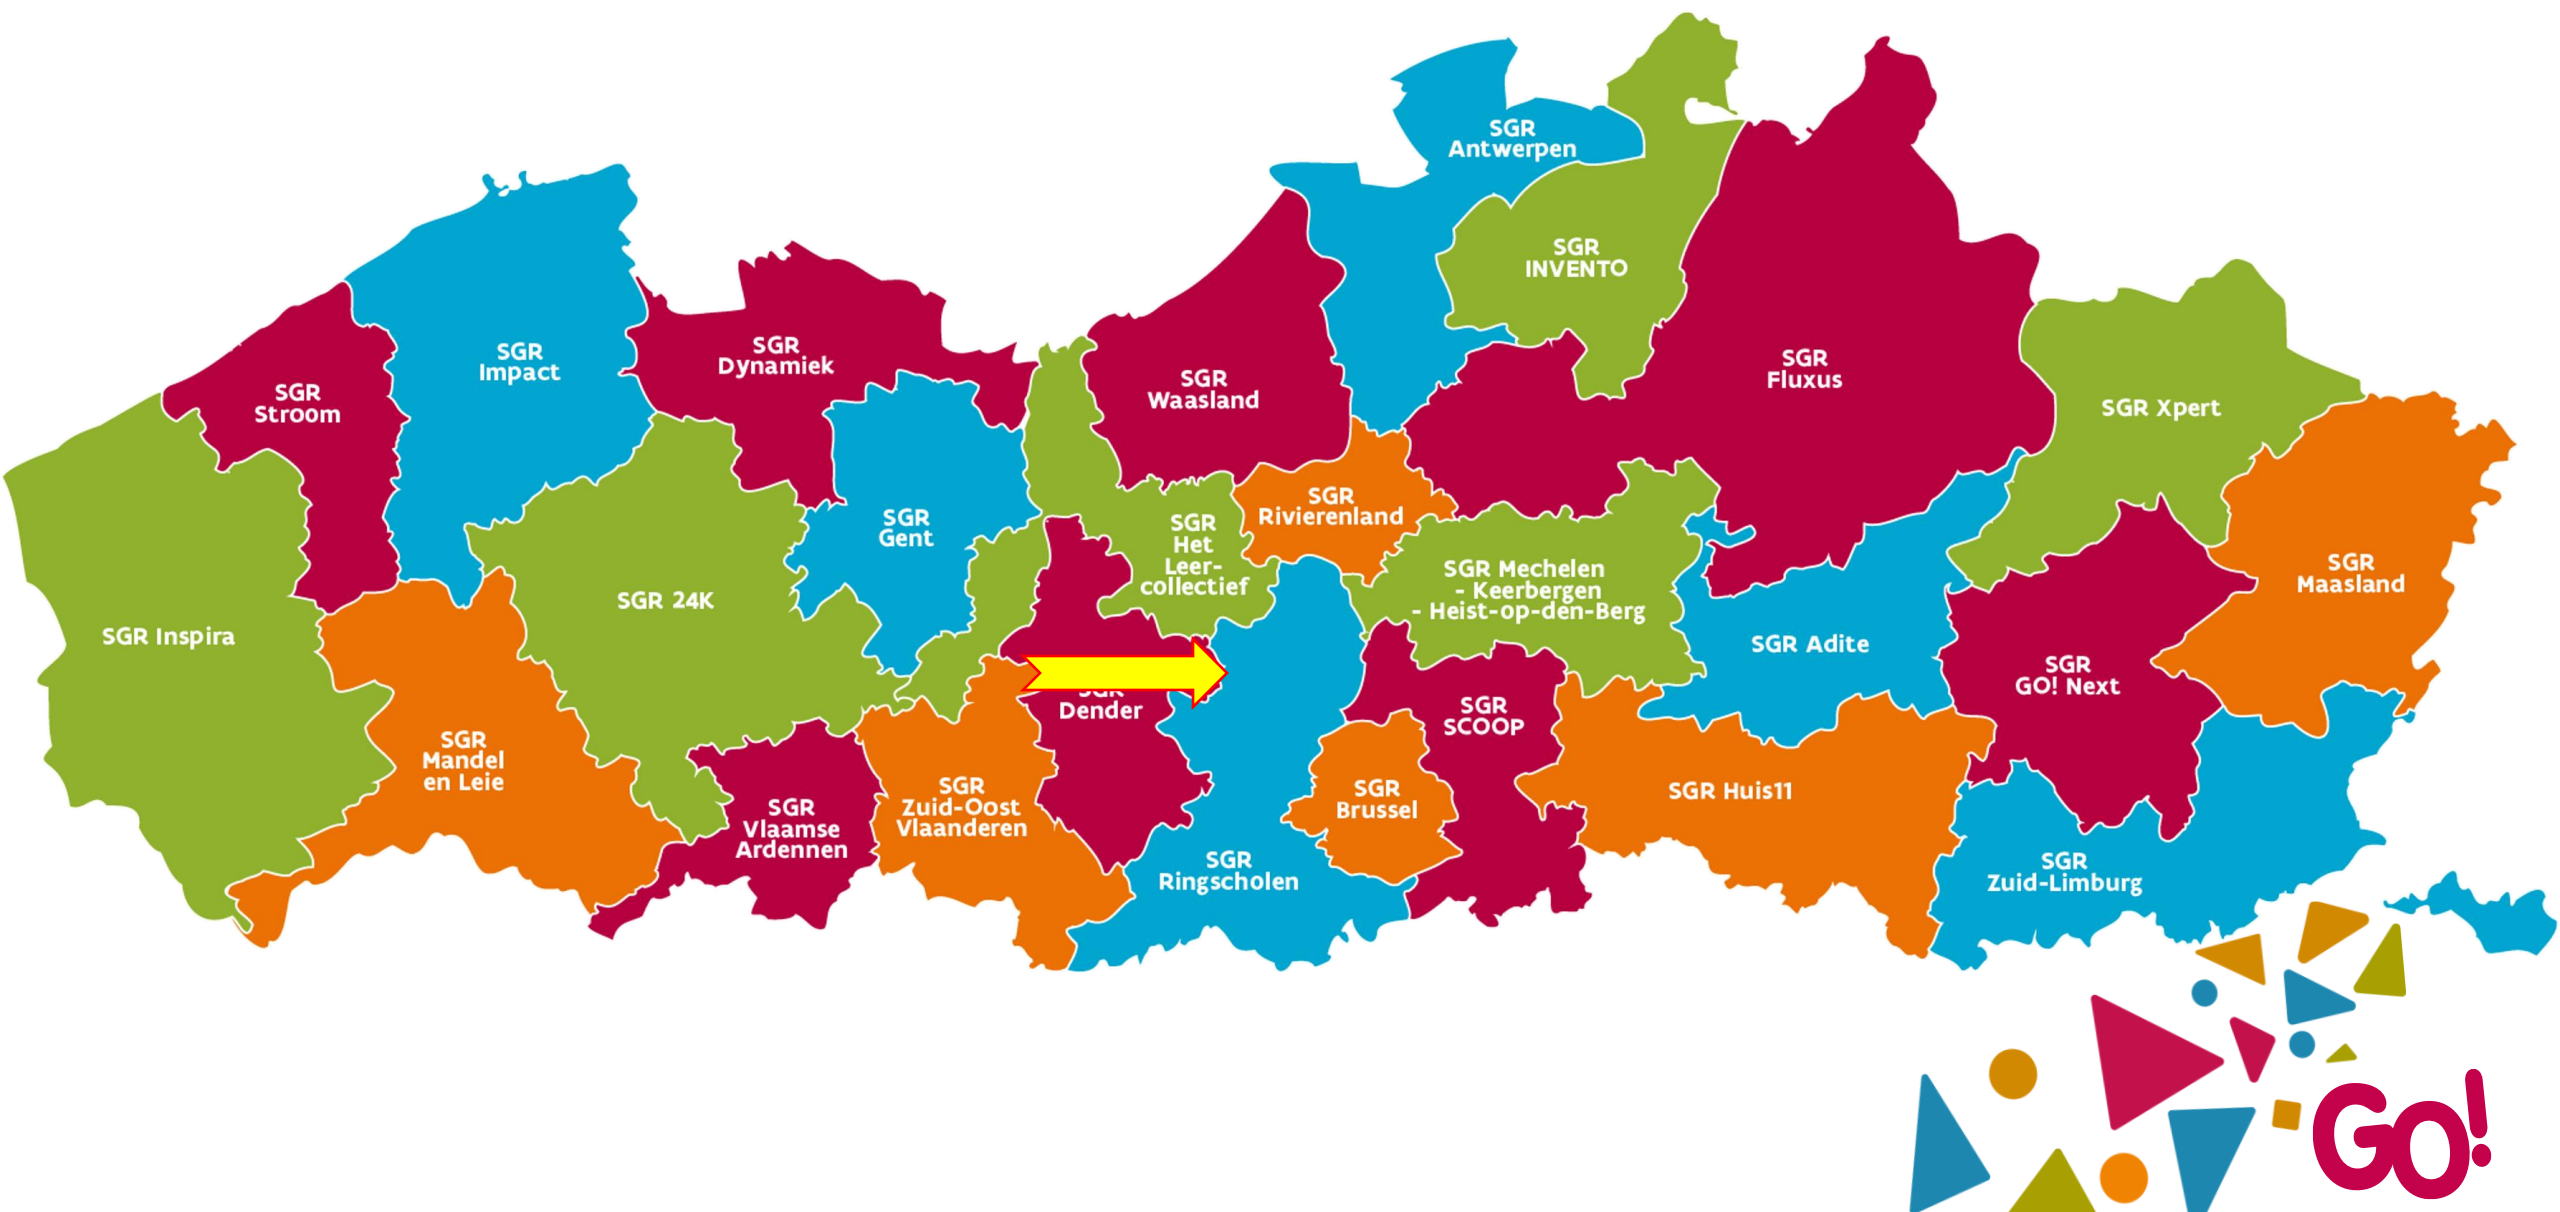 SGR
Antwerpen
SGR
INVENTO
SGR
Impact
SGR
Dynamiek
SGR
Fluxus
SGR
Stroom
SGR
Waasland
SGR Xpert
SGR
Gent
SGR
Rivierenland
SGR
Het
Leer-
collectief
SGR Mechelen
- Keerbergen
- Heist-op-den-Berg
SGR
Maasland
SGR 24K
SGR Inspira
SGR Adite
SGR
GO! Next
SGR
Dender
SGR
SCOOP
SGR
Mandel
en Leie
SGR
Zuid-Oost
Vlaanderen
SGR
Brussel
SGR Huis11
SGR
Vlaamse
Ardennen
SGR
Ringscholen
SGR
Zuid-Limburg
GO!